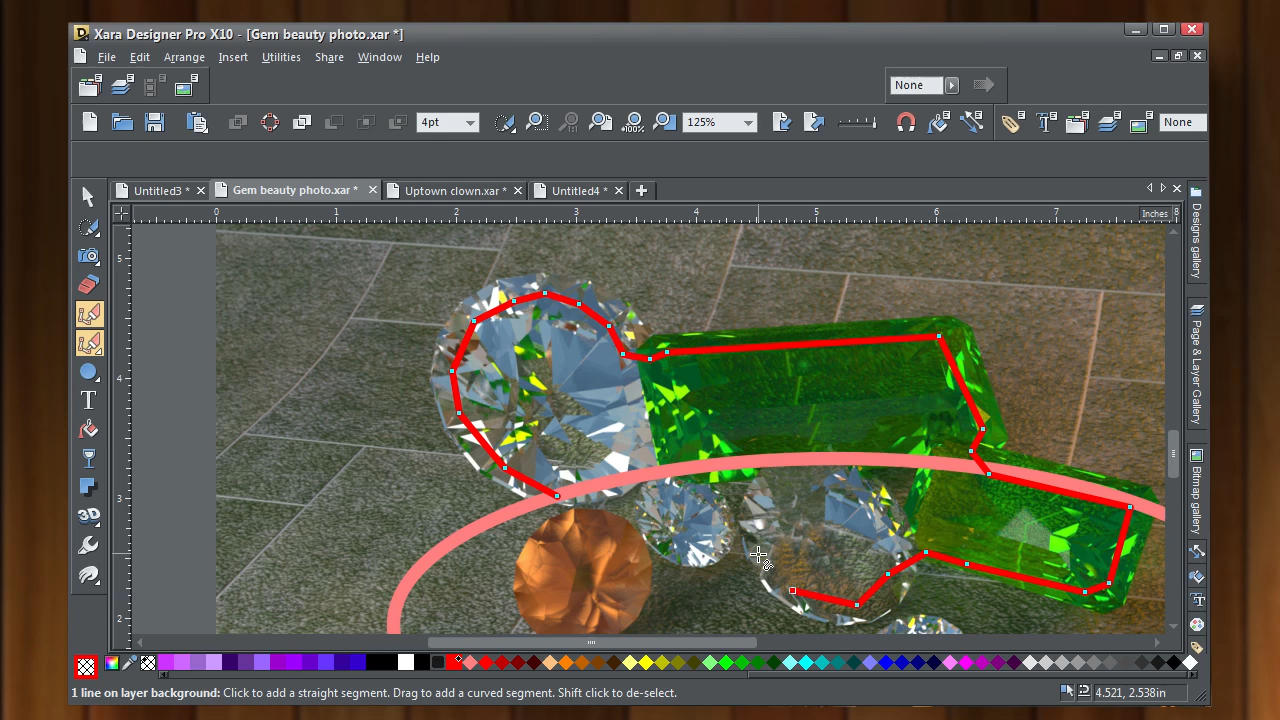 Xara Designer Pro X10 - [Gem beauty photo.xar *]
File Edit Arrange Insert Utilities Share Window Help
None
4pt 125% None
+100%
Untitled3 * Gem beauty photo.xar * Uptown clown.xar * Untitled4 *
0 1 2 3 4 5 6 7 8
Inches
5
4
3
2
T
3D
Designs gallery
Page & Layer Gallery
Bitmap gallery
1 line on layer background: Click to add a straight segment. Drag to add a curved segment. Shift click to de-select.
4.521, 2.538in